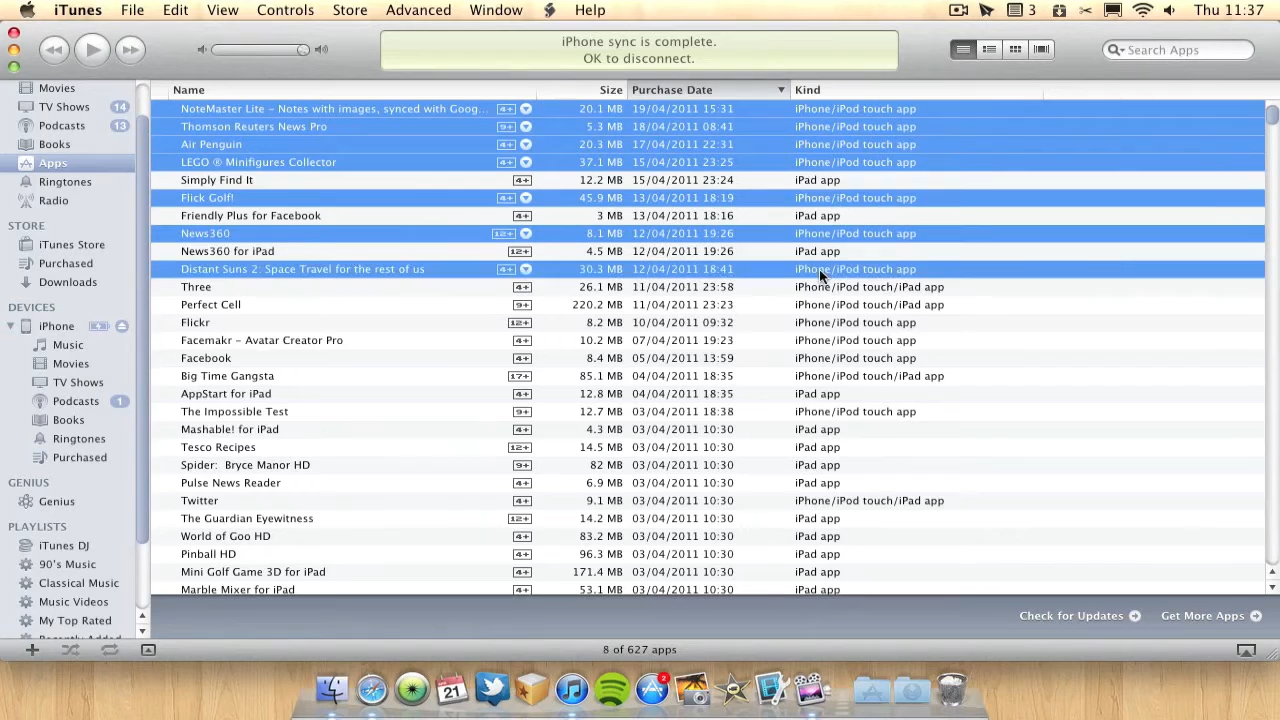 iTunes File Edit View Controls Store Advanced Window Help 3 Thu 11:37
iPhone sync is complete.
OK to disconnect.
Search Apps
Movies
TV Shows 14
Podcasts 13
Books
Apps
Ringtones
Radio
STORE
iTunes Store
Purchased
Downloads
DEVICES
iPhone
Music
Movies
TV Shows
Podcasts 1
Books
Ringtones
Purchased
GENIUS
Genius
PLAYLISTS
iTunes DJ
90's Music
Classical Music
Music Videos
My Top Rated
Recently Added
Name Size Purchase Date Kind
NoteMaster Lite – Notes with images, synced with Goog... 4+ 20.1 MB 19/04/2011 15:31 iPhone/iPod touch app
Thomson Reuters News Pro 9+ 5.3 MB 18/04/2011 08:41 iPhone/iPod touch app
Air Penguin 4+ 20.3 MB 17/04/2011 22:31 iPhone/iPod touch app
LEGO ® Minifigures Collector 4+ 37.1 MB 15/04/2011 23:25 iPhone/iPod touch app
Simply Find It 4+ 12.2 MB 15/04/2011 23:24 iPad app
Flick Golf! 4+ 45.9 MB 13/04/2011 18:19 iPhone/iPod touch app
Friendly Plus for Facebook 4+ 3 MB 13/04/2011 18:16 iPad app
News360 12+ 8.1 MB 12/04/2011 19:26 iPhone/iPod touch app
News360 for iPad 12+ 4.5 MB 12/04/2011 19:26 iPad app
Distant Suns 2: Space Travel for the rest of us 4+ 30.3 MB 12/04/2011 18:41 iPhone/iPod touch app
Three 4+ 26.1 MB 11/04/2011 23:58 iPhone/iPod touch/iPad app
Perfect Cell 9+ 220.2 MB 11/04/2011 23:23 iPhone/iPod touch/iPad app
Flickr 12+ 8.2 MB 10/04/2011 09:32 iPhone/iPod touch app
Facemakr – Avatar Creator Pro 4+ 10.2 MB 07/04/2011 19:23 iPhone/iPod touch app
Facebook 4+ 8.4 MB 05/04/2011 13:59 iPhone/iPod touch app
Big Time Gangsta 17+ 85.1 MB 04/04/2011 18:35 iPhone/iPod touch/iPad app
AppStart for iPad 4+ 12.8 MB 04/04/2011 18:35 iPad app
The Impossible Test 9+ 12.7 MB 03/04/2011 18:38 iPhone/iPod touch app
Mashable! for iPad 4+ 4.3 MB 03/04/2011 10:30 iPad app
Tesco Recipes 12+ 14.5 MB 03/04/2011 10:30 iPad app
Spider: Bryce Manor HD 9+ 82 MB 03/04/2011 10:30 iPad app
Pulse News Reader 4+ 6.9 MB 03/04/2011 10:30 iPad app
Twitter 4+ 9.1 MB 03/04/2011 10:30 iPhone/iPod touch/iPad app
The Guardian Eyewitness 12+ 14.2 MB 03/04/2011 10:30 iPad app
World of Goo HD 4+ 83.2 MB 03/04/2011 10:30 iPad app
Pinball HD 4+ 96.3 MB 03/04/2011 10:30 iPad app
Mini Golf Game 3D for iPad 4+ 171.4 MB 03/04/2011 10:30 iPad app
Marble Mixer for iPad 4+ 53.1 MB 03/04/2011 10:30 iPad app
Check for Updates Get More Apps
8 of 627 apps
21
2